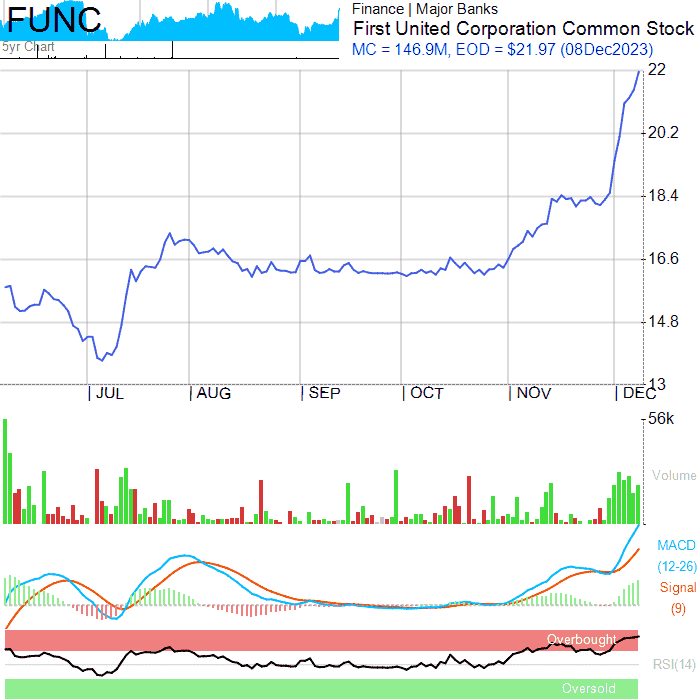 FUNC
5yr Chart
Finance | Major Banks
First United Corporation Common Stock
MC = 146.9M, EOD = $21.97 (08Dec2023)
22
20.2
18.4
16.6
14.8
13
JUL
AUG
SEP
OCT
NOV
DEC
56k
Volume
MACD
(12-26)
Signal
(9)
Overbought
RSI(14)
Oversold